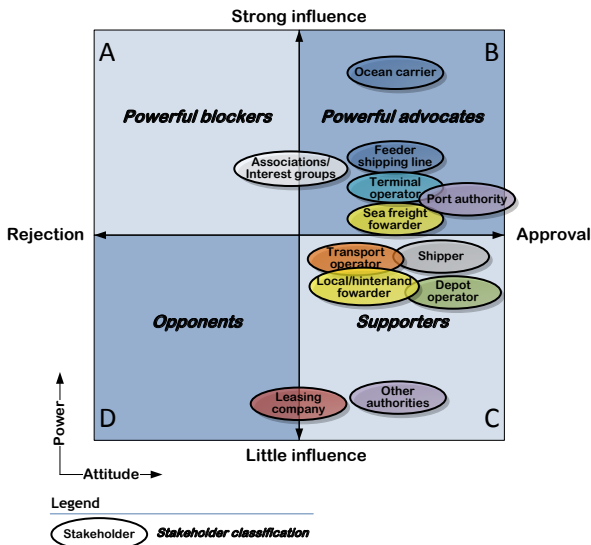 Strong influence
A
B
Ocean carrier
Powerful blockers
Powerful advocates
Feeder
shipping line
Associations/
Interest groups
Terminal
operator
Port authority
Sea freight
fowarder
Rejection
Approval
Transport
operator
Shipper
Local/hinterland
fowarder
Depot
operator
Opponents
Supporters
Leasing
company
Other
authorities
D
C
Power
Little influence
Attitude
Legend
Stakeholder
Stakeholder classification